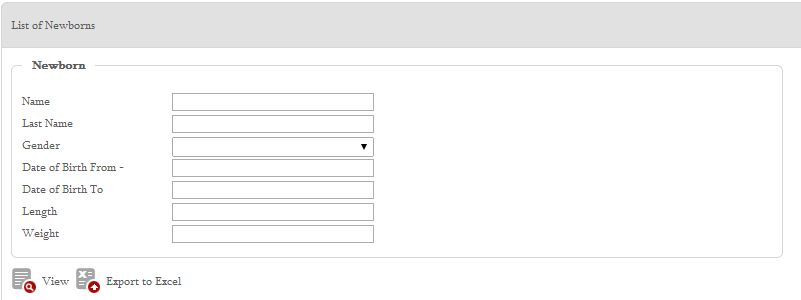 List of Newborns
Newborn
Name
Last Name
Gender
Date of Birth From -
Date of Birth To
Length
Weight
View Export to Excel